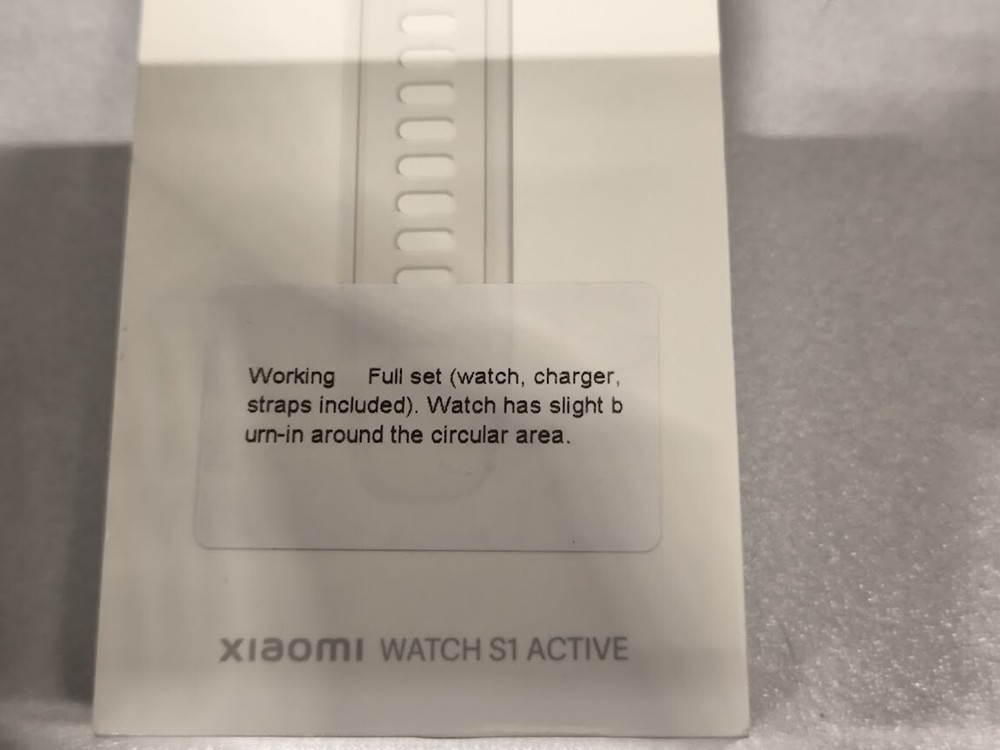 Working Full set (watch, charger,
straps included). Watch has slight b
urn-in around the circular area.
xiaomi WATCH S1 ACTIVE